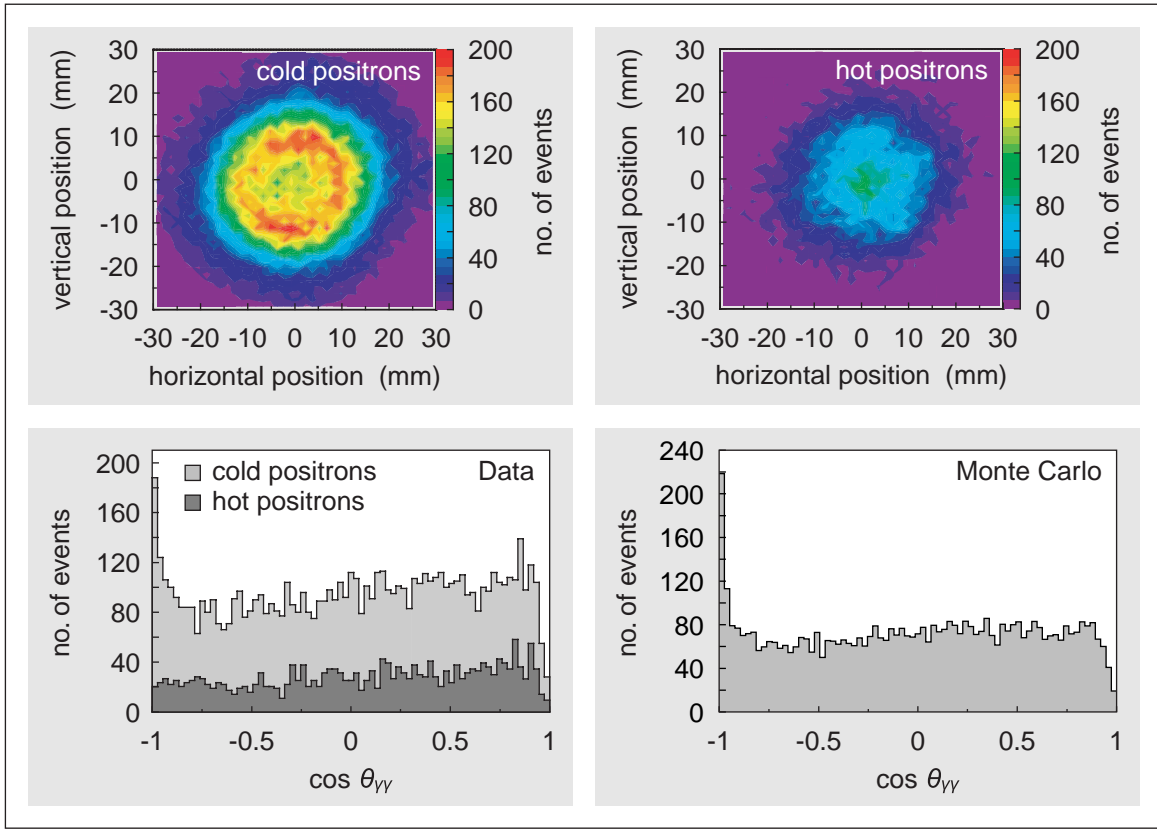 30
20
10
0
-10
-20
-30
vertical position (mm)
cold positrons
-30 -20 -10 0 10 20 30
horizontal position (mm)
200
160
120
80
40
0
no. of events
30
20
10
0
-10
-20
-30
vertical position (mm)
hot positrons
-30 -20 -10 0 10 20 30
horizontal position (mm)
200
160
120
80
40
0
no. of events
200
160
120
80
40
0
no. of events
cold positrons
hot positrons
Data
-1 -0.5 0 0.5 1
cos θγγ
240
200
160
120
80
40
0
no. of events
Monte Carlo
-1 -0.5 0 0.5 1
cos θγγ